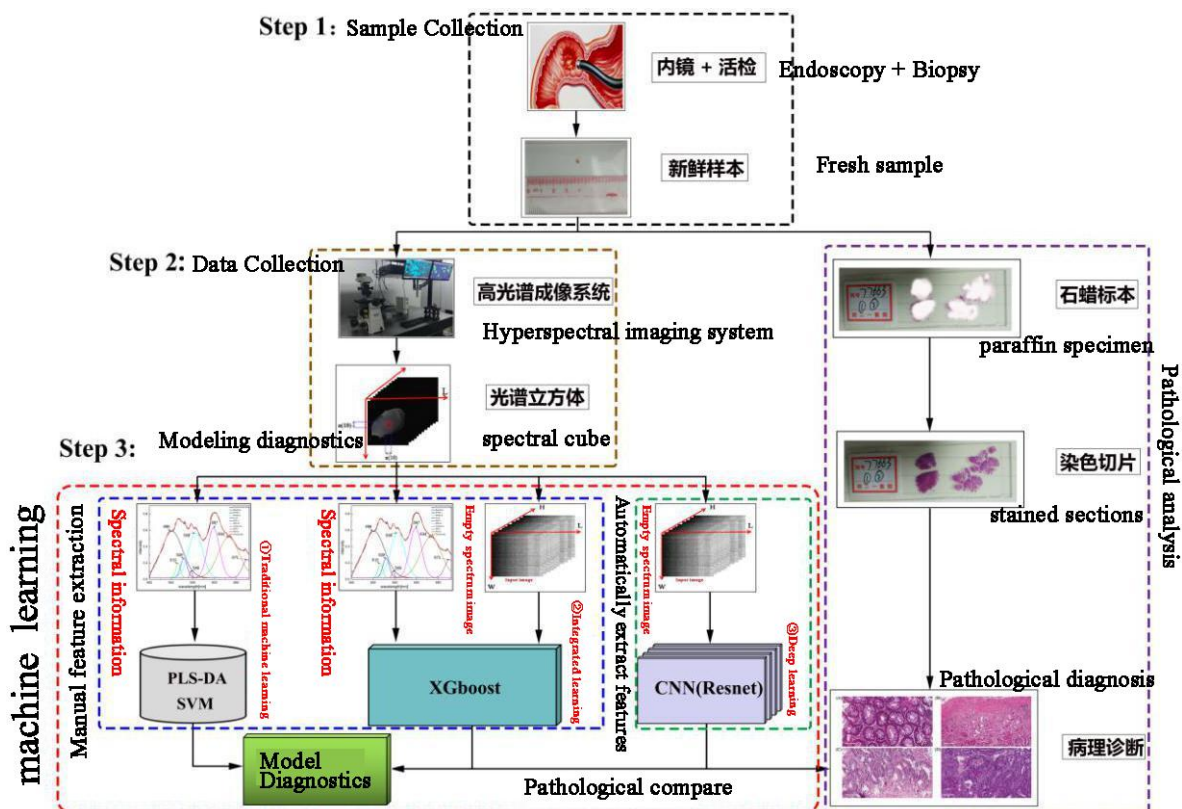 Step 1: Sample Collection
内镜 + 活检
Endoscopy + Biopsy
新鲜样本
Fresh sample
Step 2: Data Collection
高光谱成像系统
Hyperspectral imaging system
光谱立方体
spectral cube
L
石蜡标本
paraffin specimen
染色切片
stained sections
Pathological analysis
Pathological diagnosis
病理诊断
Step 3:
Modeling diagnostics
machine learning
Manual feature extraction
Spectral information
①Traditional machine learning
PLS-DA
SVM
Spectral information
Empty spectrum image
H
L
W
Input image
②Integrated learning
XGboost
Automatically extract features
Empty spectrum image
H
L
W
Input image
③Deep learning
CNN(Resnet)
Model
Diagnostics
Pathological compare